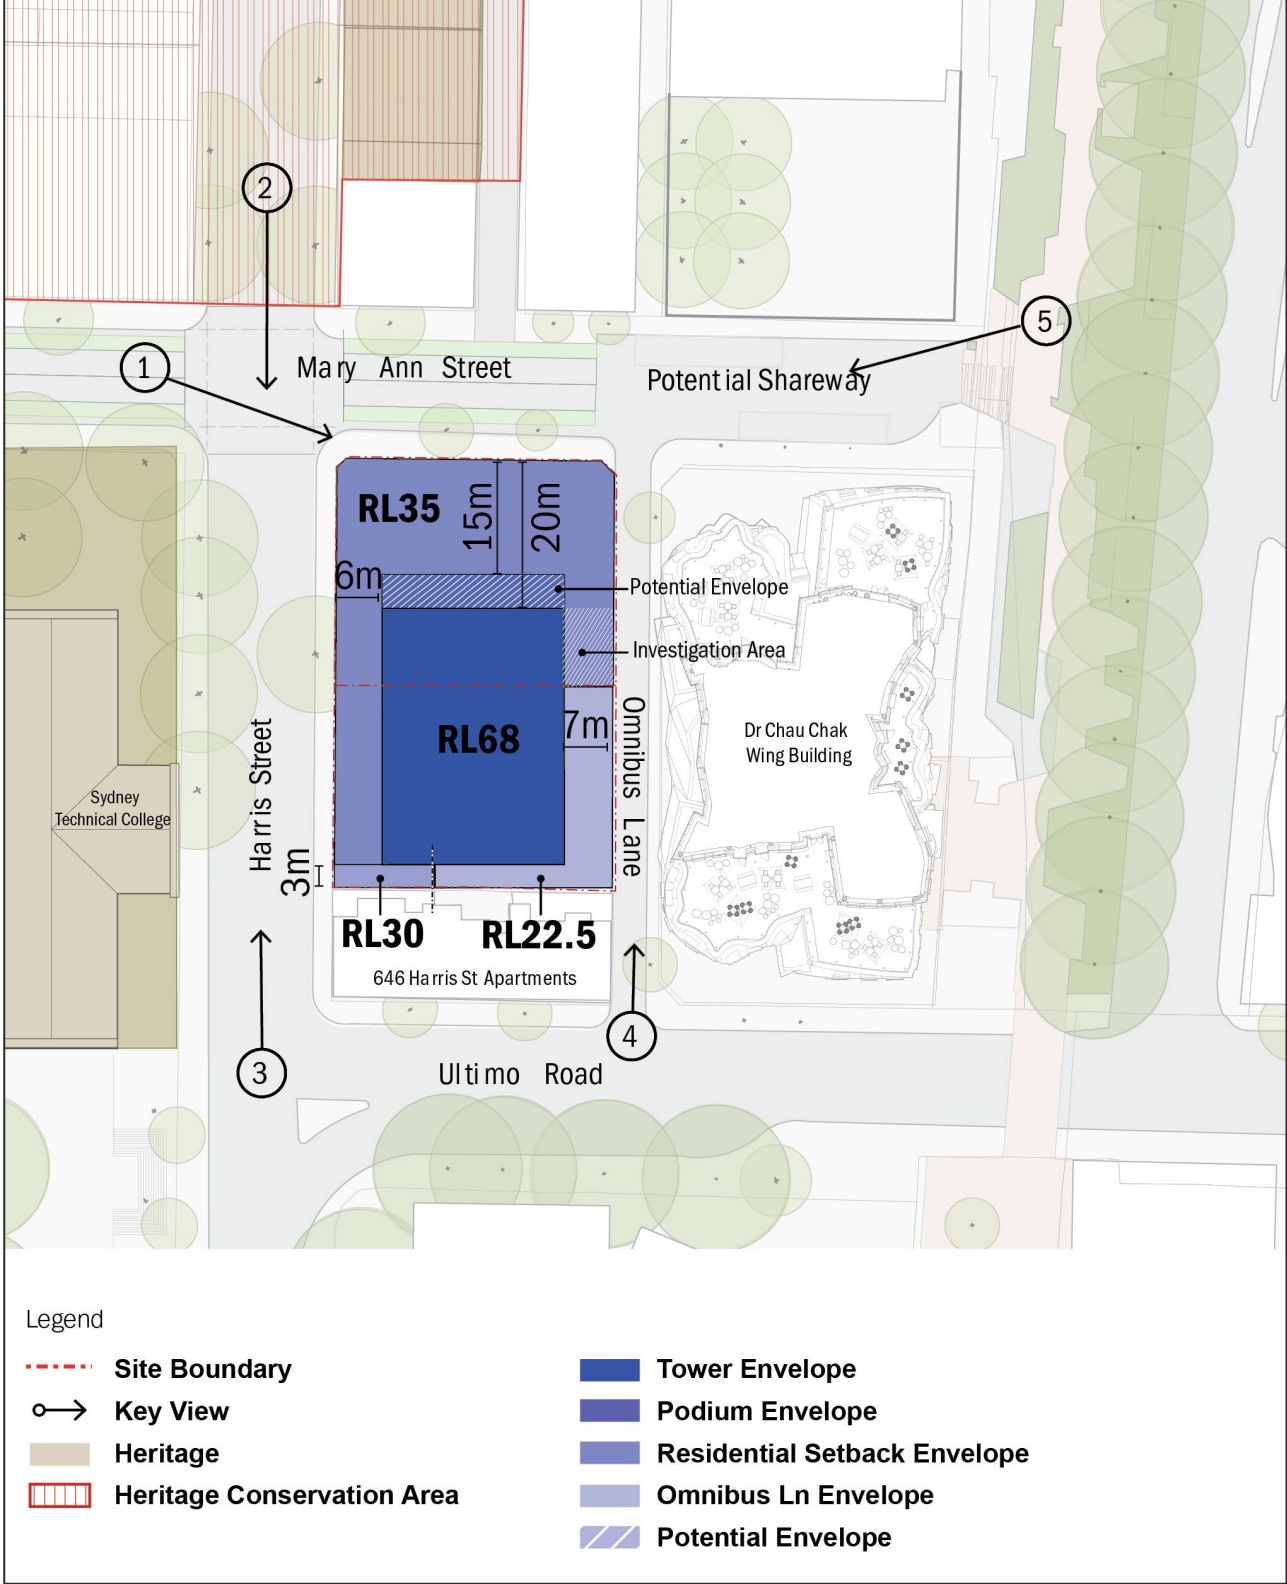 2
5
1
Mary Ann Street
Potential Shareway
RL35
15m
20m
6m
Potential Envelope
Investigation Area
RL68
7m
Omnibus Lane
Dr Chau Chak
Wing Building
Harris Street
Sydney
Technical College
3m
RL30
RL22.5
646 Harris St Apartments
4
3
Ultimo Road
Legend
Site Boundary
Key View
Heritage
Heritage Conservation Area
Tower Envelope
Podium Envelope
Residential Setback Envelope
Omnibus Ln Envelope
Potential Envelope